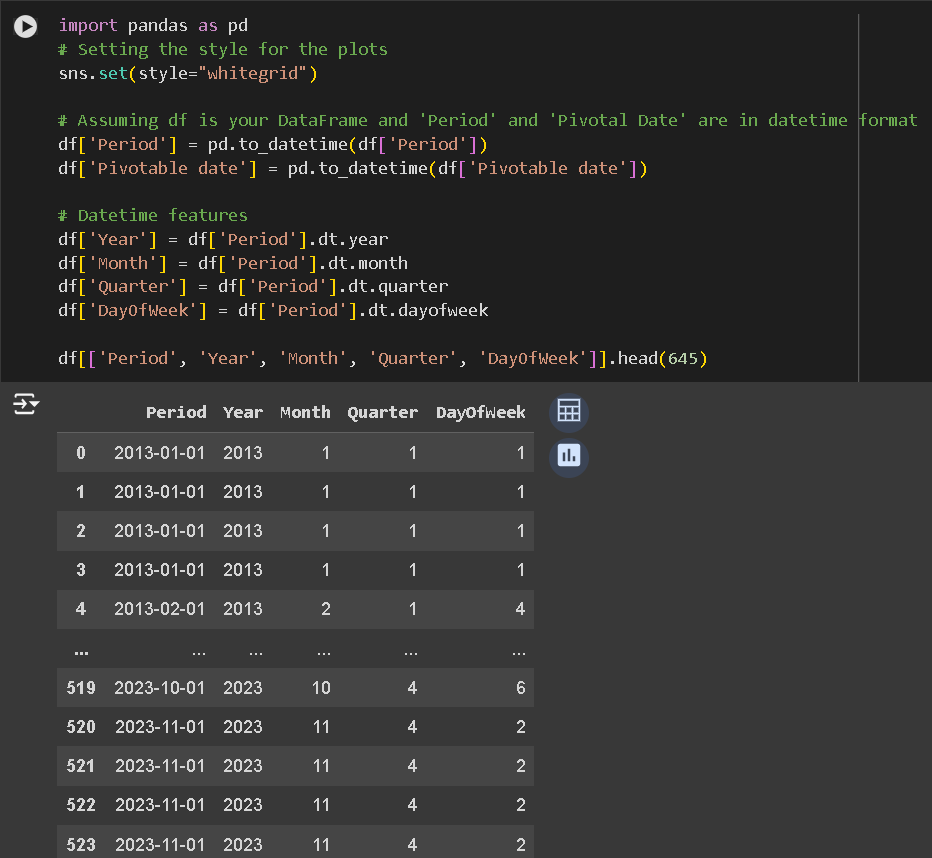 import pandas as pd
# Setting the style for the plots
sns.set(style="whitegrid")
# Assuming df is your DataFrame and 'Period' and 'Pivotal Date' are in datetime format
df['Period'] = pd.to_datetime(df['Period'])
df['Pivotable date'] = pd.to_datetime(df['Pivotable date'])
# Datetime features
df['Year'] = df['Period'].dt.year
df['Month'] = df['Period'].dt.month
df['Quarter'] = df['Period'].dt.quarter
df['DayOfWeek'] = df['Period'].dt.dayofweek
df[['Period', 'Year', 'Month', 'Quarter', 'DayOfWeek']].head(645)
Period Year Month Quarter DayOfWeek
0 2013-01-01 2013 1 1 1
1 2013-01-01 2013 1 1 1
2 2013-01-01 2013 1 1 1
3 2013-01-01 2013 1 1 1
4 2013-02-01 2013 2 1 4
... ... ... ... ... ...
519 2023-10-01 2023 10 4 6
520 2023-11-01 2023 11 4 2
521 2023-11-01 2023 11 4 2
522 2023-11-01 2023 11 4 2
523 2023-11-01 2023 11 4 2